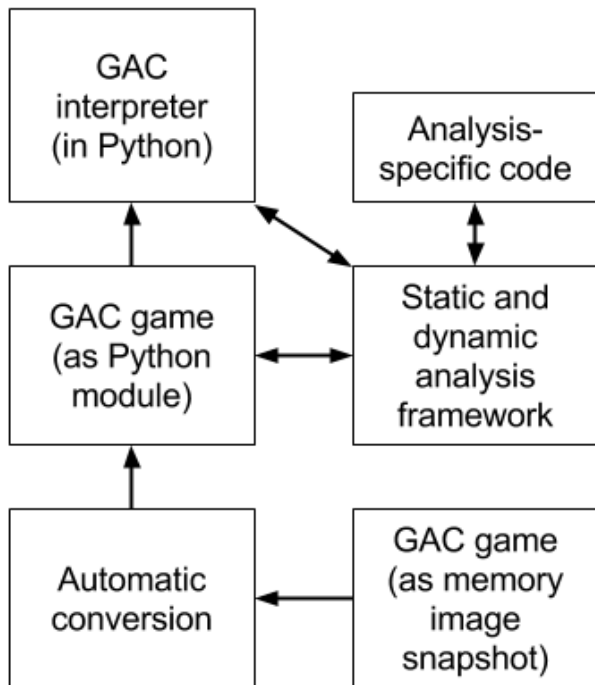 GAC
interpreter
(in Python)
Analysis-
specific code
GAC game
(as Python
module)
Static and
dynamic
analysis
framework
Automatic
conversion
GAC game
(as memory
image
snapshot)